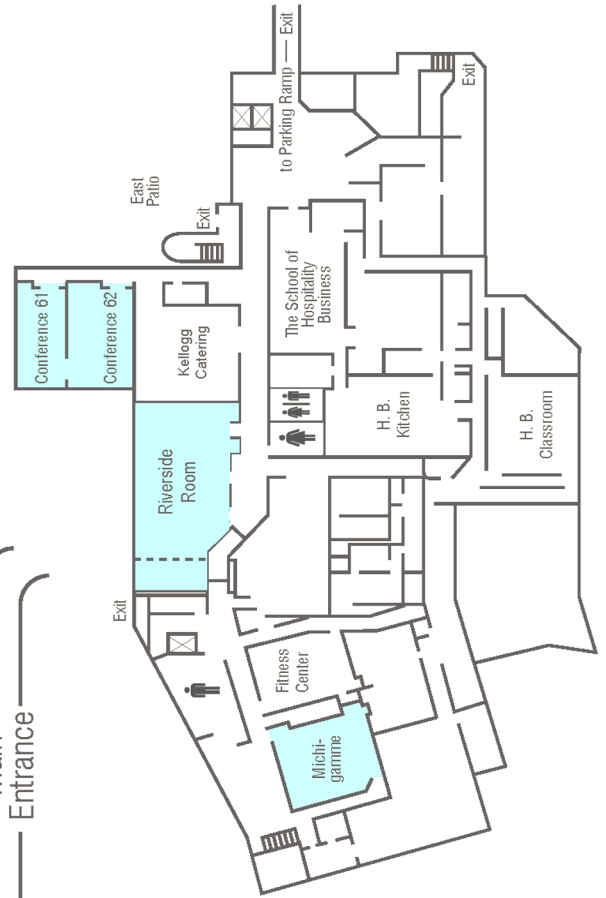 Exit
to Parking Ramp — Exit
Exit
East
Patio
Exit
Conference 61
Conference 62
Kellogg
Catering
The School of
Hospitality
Business
Riverside
Room
H. B.
Kitchen
H. B.
Classroom
Exit
Fitness
Center
Michi-
gamme
Entrance